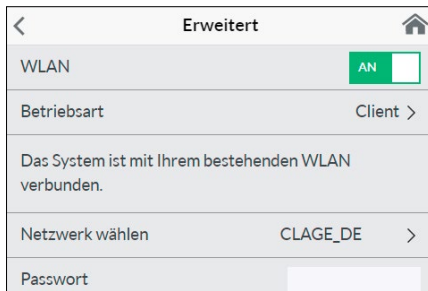 Erweitert
WLAN AN
Betriebsart Client
Das System ist mit Ihrem bestehenden WLAN
verbunden.
Netzwerk wählen CLAGE_DE
Passwort